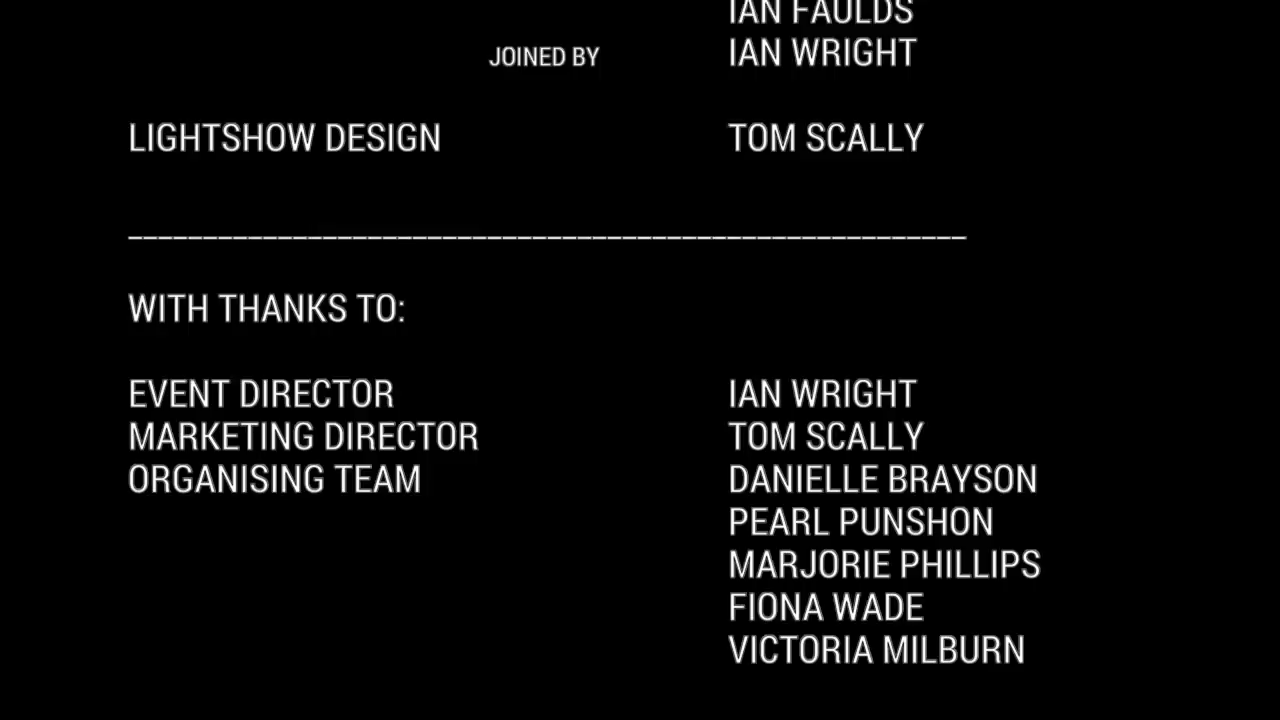 IAN FAULDS
JOINED BY IAN WRIGHT
LIGHTSHOW DESIGN TOM SCALLY
WITH THANKS TO:
EVENT DIRECTOR IAN WRIGHT
MARKETING DIRECTOR TOM SCALLY
ORGANISING TEAM DANIELLE BRAYSON
PEARL PUNSHON
MARJORIE PHILLIPS
FIONA WADE
VICTORIA MILBURN